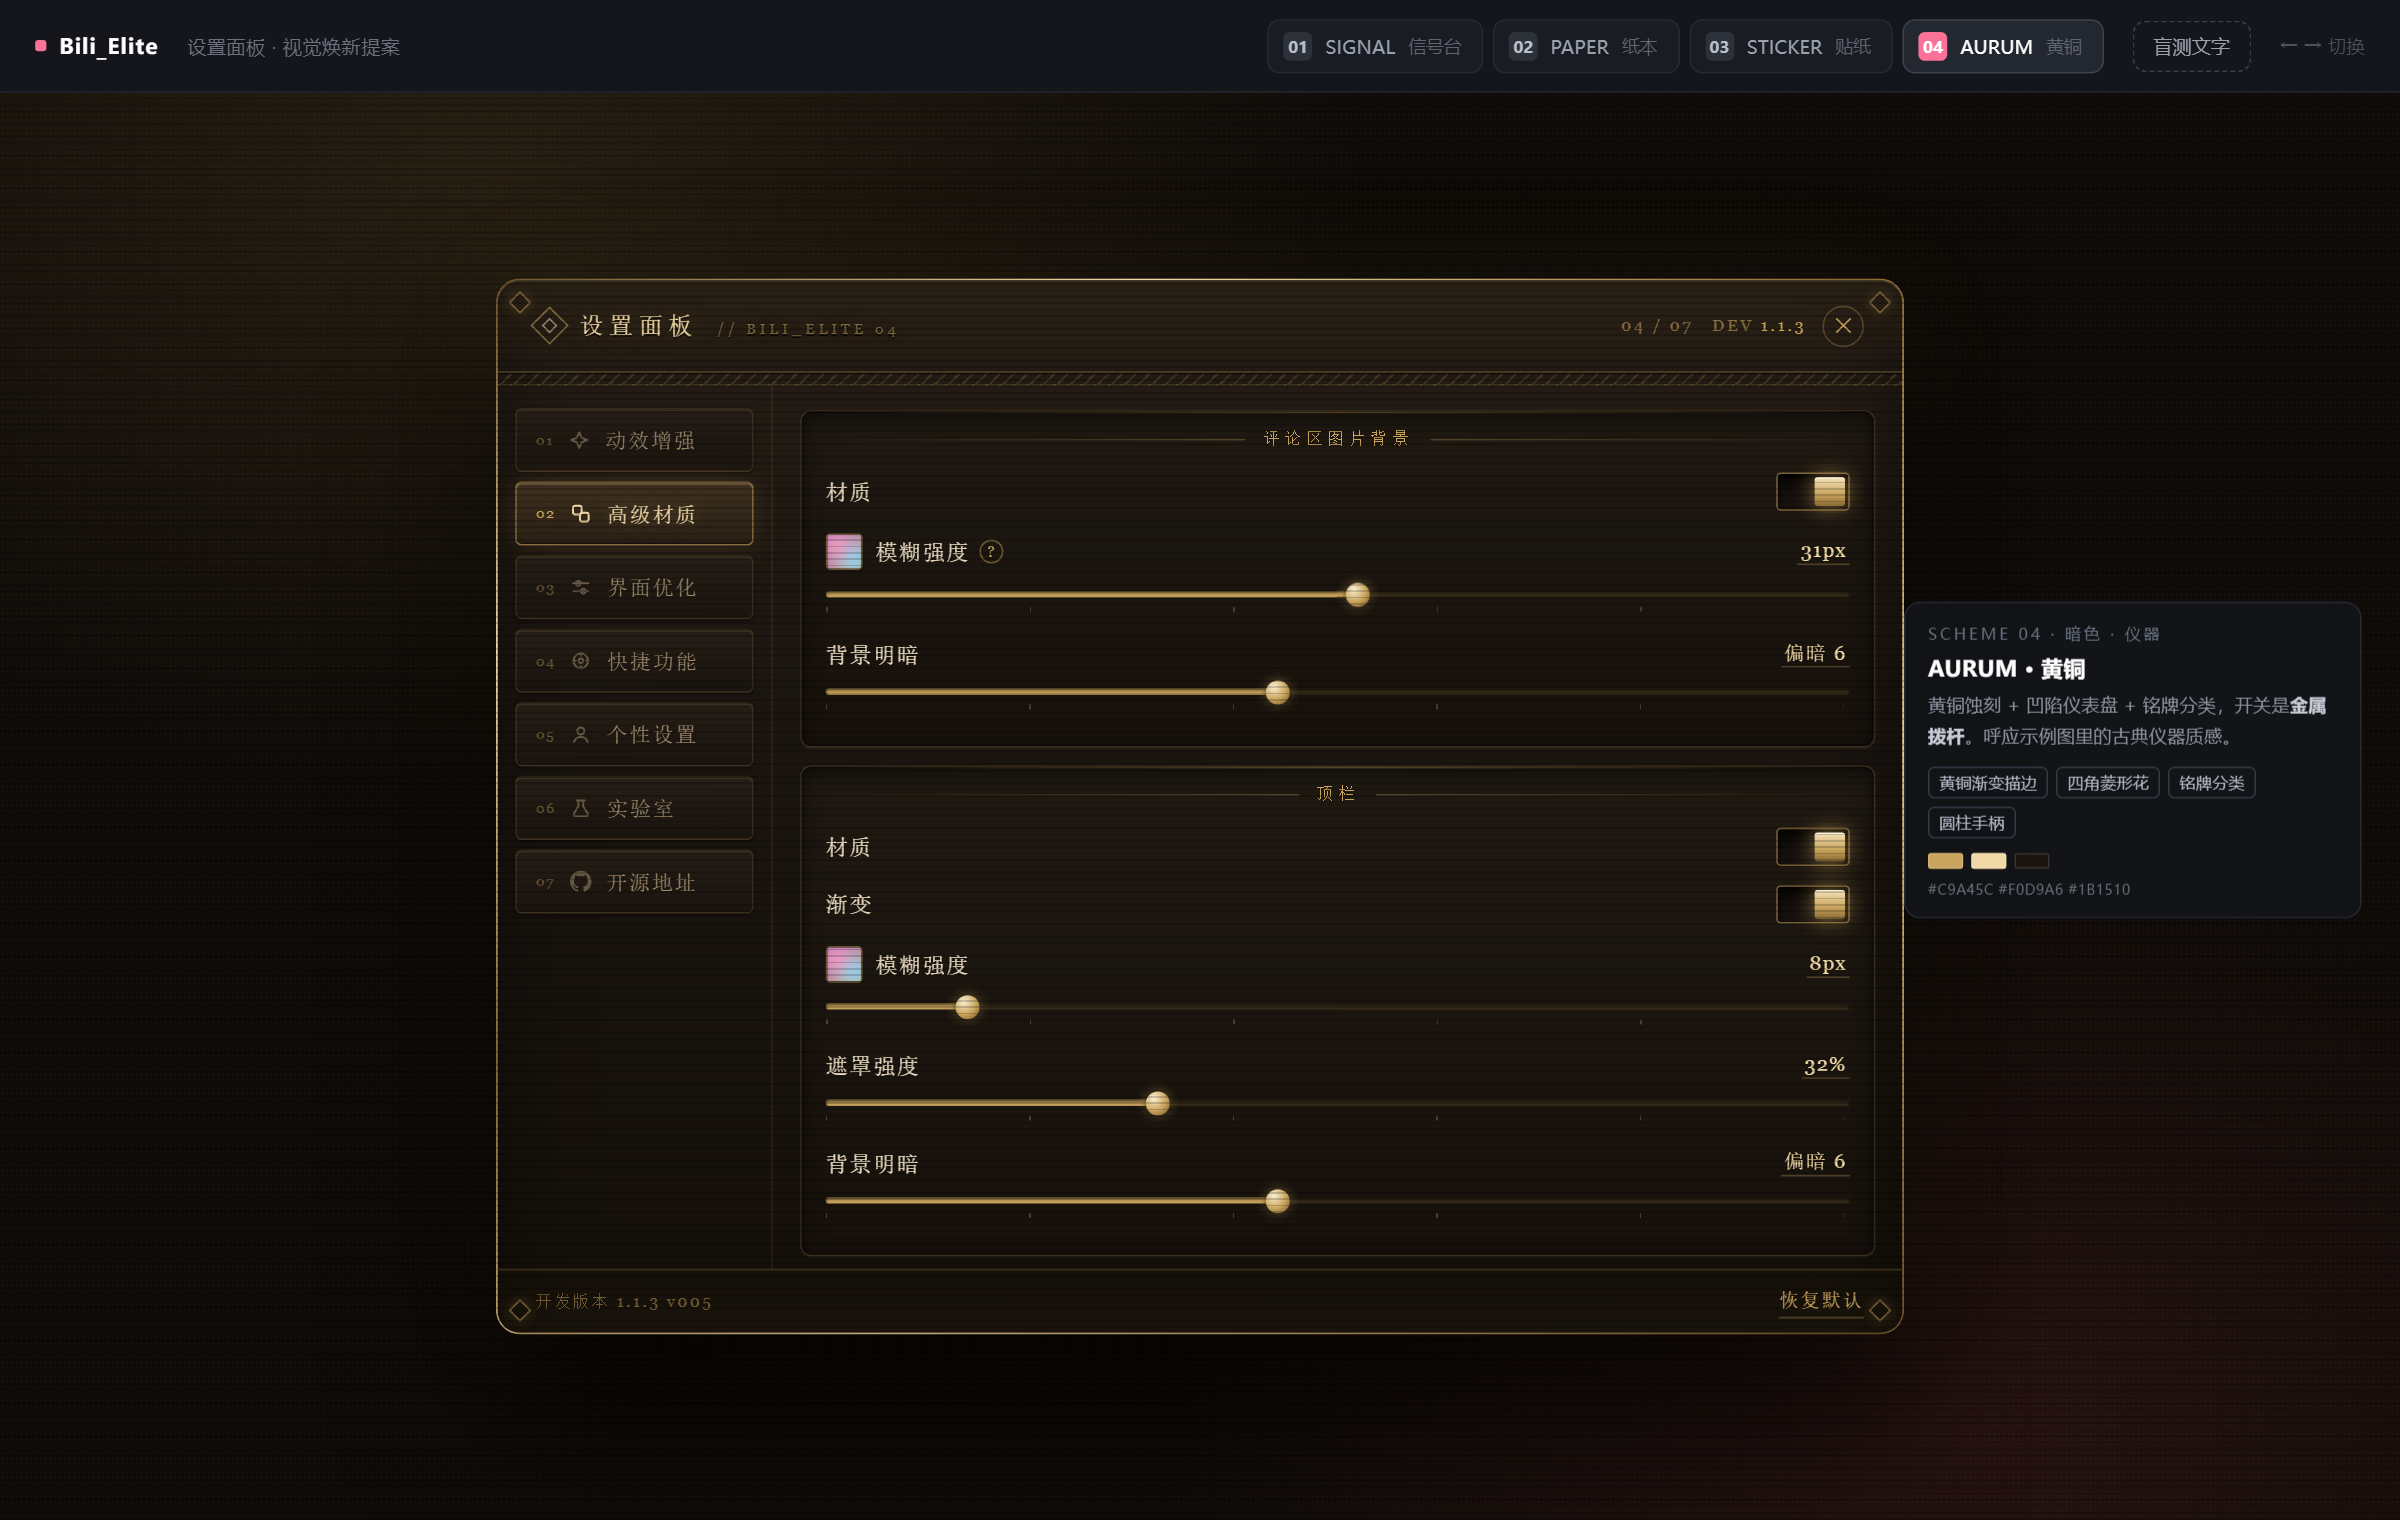 Bili_Elite 设置面板 · 视觉焕新提案 01 SIGNAL 信号台 02 PAPER 纸本 03 STICKER 贴纸 04 AURUM 黄铜 盲测文字 ← → 切换
设置面板 // BILI_ELITE 04 04 / 07 DEV 1.1.3
01 动效增强
02 高级材质
03 界面优化
04 快捷功能
05 个性设置
06 实验室
07 开源地址
评论区图片背景
材质
模糊强度 ? 31px
背景明暗 偏暗 6
顶栏
材质
渐变
模糊强度 8px
遮罩强度 32%
背景明暗 偏暗 6
开发版本 1.1.3 v005 恢复默认
SCHEME 04 · 暗色 · 仪器
AURUM • 黄铜
黄铜蚀刻 + 凹陷仪表盘 + 铭牌分类，开关是金属
拨杆。呼应示例图里的古典仪器质感。
黄铜渐变描边 四角菱形花 铭牌分类
圆柱手柄
#C9A45C #F0D9A6 #1B1510